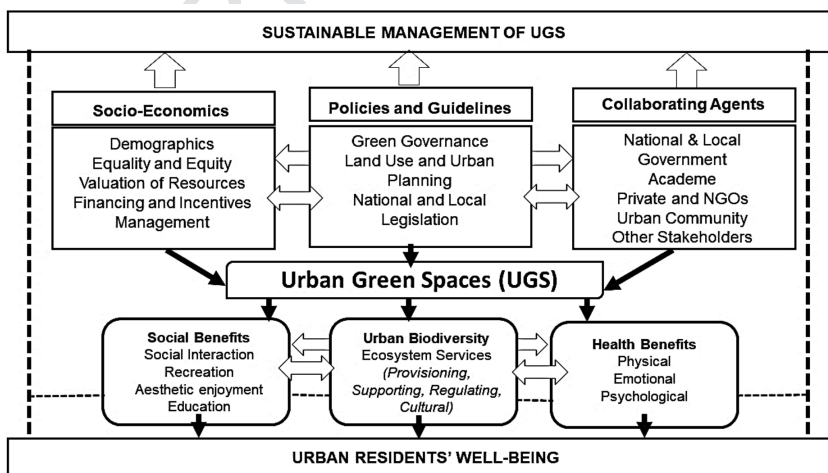 SUSTAINABLE MANAGEMENT OF UGS
Socio-Economics
Demographics
Equality and Equity
Valuation of Resources
Financing and Incentives
Management
Policies and Guidelines
Green Governance
Land Use and Urban
Planning
National and Local
Legislation
Collaborating Agents
National & Local
Government
Academe
Private and NGOs
Urban Community
Other Stakeholders
Urban Green Spaces (UGS)
Social Benefits
Social Interaction
Recreation
Aesthetic enjoyment
Education
Urban Biodiversity
Ecosystem Services
(Provisioning,
Supporting, Regulating,
Cultural)
Health Benefits
Physical
Emotional
Psychological
URBAN RESIDENTS' WELL-BEING